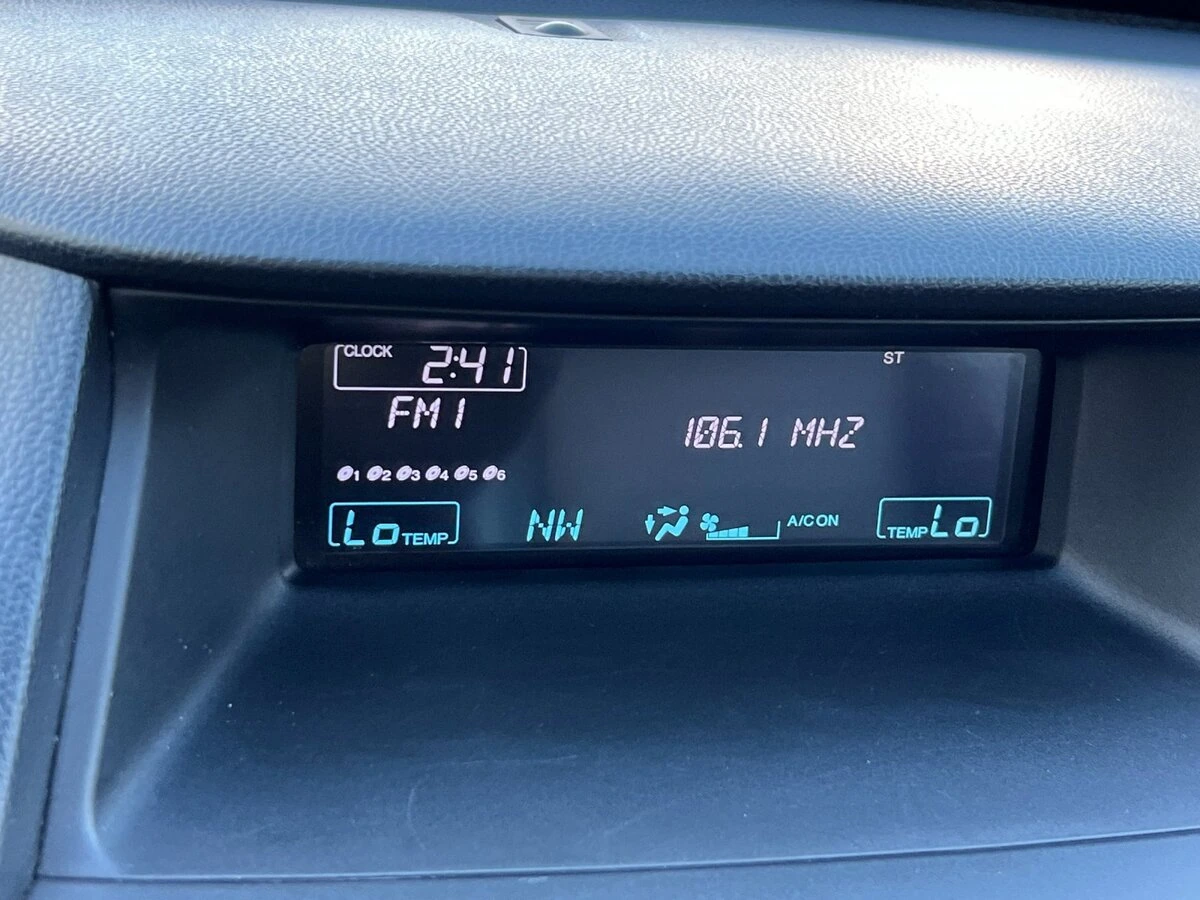 CLOCK 2:41 ST
FM1
106.1 MHZ
1 2 3 4 5 6
Lo TEMP NW A/C ON TEMP Lo